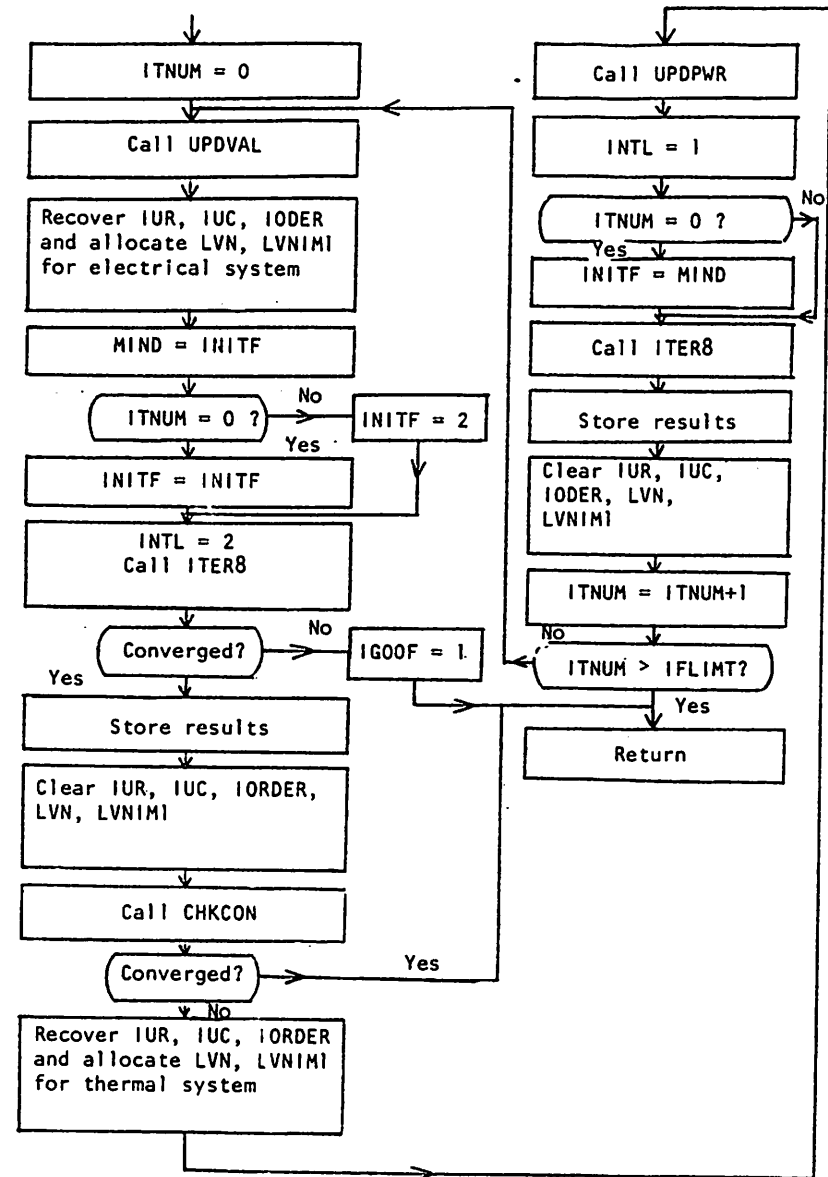 ITNUM = 0
Call UPDVAL
Recover IUR, IUC, IODER
and allocate LVN, LVNIM1
for electrical system
MIND = INITF
ITNUM = 0 ?
No
Yes
INITF = 2
INITF = INITF
INTL = 2
Call ITER8
Converged?
No
Yes
IGOOF = 1
Store results
Clear IUR, IUC, IORDER,
LVN, LVNIM1
Call CHKCON
Converged?
Yes
No
Recover IUR, IUC, IORDER
and allocate LVN, LVNIM1
for thermal system
Call UPDPWR
INTL = 1
ITNUM = 0 ?
No
Yes
INITF = MIND
Call ITER8
Store results
Clear IUR, IUC,
IODER, LVN,
LVNIM1
ITNUM = ITNUM+1
No
ITNUM > IFLIMT?
Yes
Return